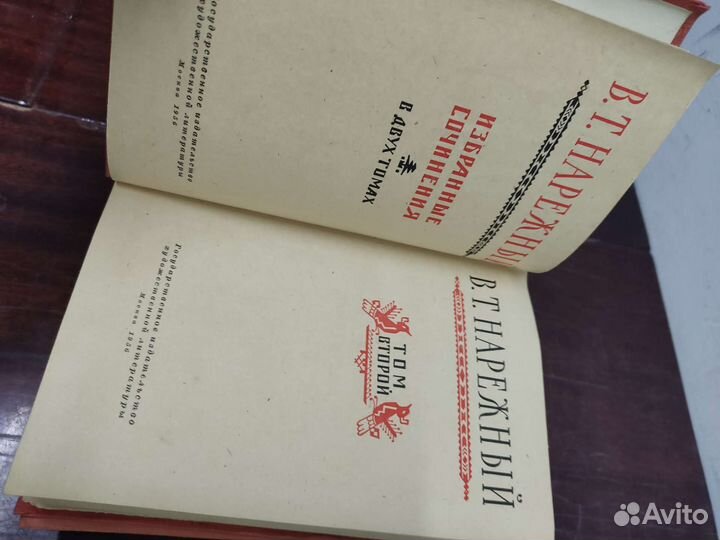 В. Т. НАРЕЖНЫЙ
ИЗБРАННЫЕ
СОЧИНЕНИЯ
В ДВУХ ТОМАХ
Государственное издательство
художественной литературы
Москва 1956
В. Т. НАРЕЖНЫЙ
ТОМ
ВТОРОЙ
Государственное издательство
художественной литературы
Москва 1956
Avito